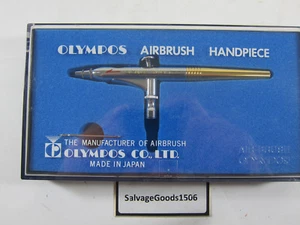 OLYMPOS AIRBRUSH HANDPIECE
THE MANUFACTURER OF AIRBRUSH
OLYMPOS CO., LTD.
MADE IN JAPAN
SalvageGoods1506